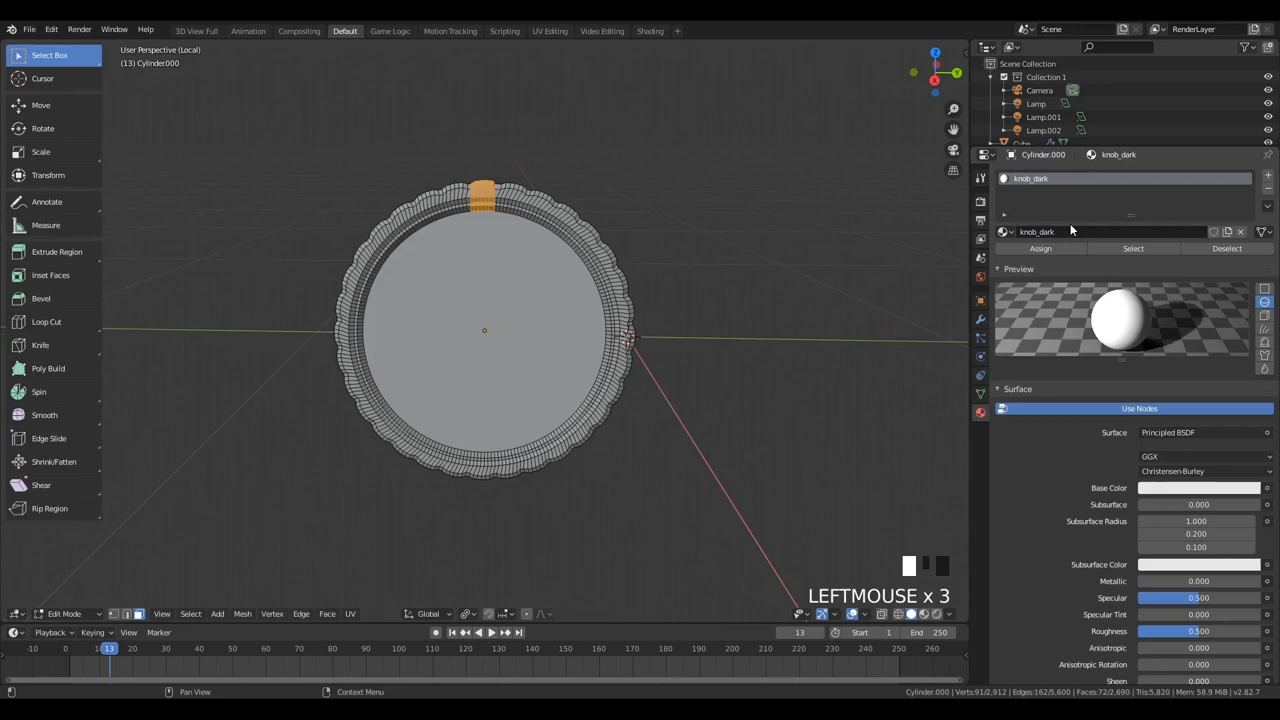 File Edit Render Window Help 3D View Full Animation Compositing Default Game Logic Motion Tracking Scripting UV Editing Video Editing Shading + Scene RenderLayer
Select Box
Cursor
Move
Rotate
Scale
Transform
Annotate
Measure
Extrude Region
Inset Faces
Bevel
Loop Cut
Knife
Poly Build
Spin
Smooth
Edge Slide
Shrink/Fatten
Shear
Rip Region
User Perspective (Local)
(13) Cylinder.000
Z
Y
X
LEFTMOUSE x 3
Scene Collection
Collection 1
Camera
Lamp
Lamp.001
Lamp.002
Cylinder.000 knob_dark
knob_dark
knob_dark
Assign Select Deselect
Preview
Surface
Use Nodes
Surface Principled BSDF
GGX
Christensen-Burley
Base Color
Subsurface 0.000
Subsurface Radius 1.000
0.200
0.100
Subsurface Color
Metallic 0.000
Specular 0.500
Specular Tint 0.000
Roughness 0.500
Anisotropic 0.000
Anisotropic Rotation 0.000
Sheen 0.000
Edit Mode View Select Add Mesh Vertex Edge Face UV Global
Playback Keying View Marker 13 Start 1 End 250
-10 0 13 20 30 40 50 60 70 80 90 100 110 120 130 140 150 160 170 180 190 200 210 220 230 240 250 260
Pan View Context Menu Cylinder.000 | Verts:91/2,912 | Edges:162/5,600 | Faces:72/2,690 | Tris:5,820 | Mem: 58.9 MiB | v2.82.7